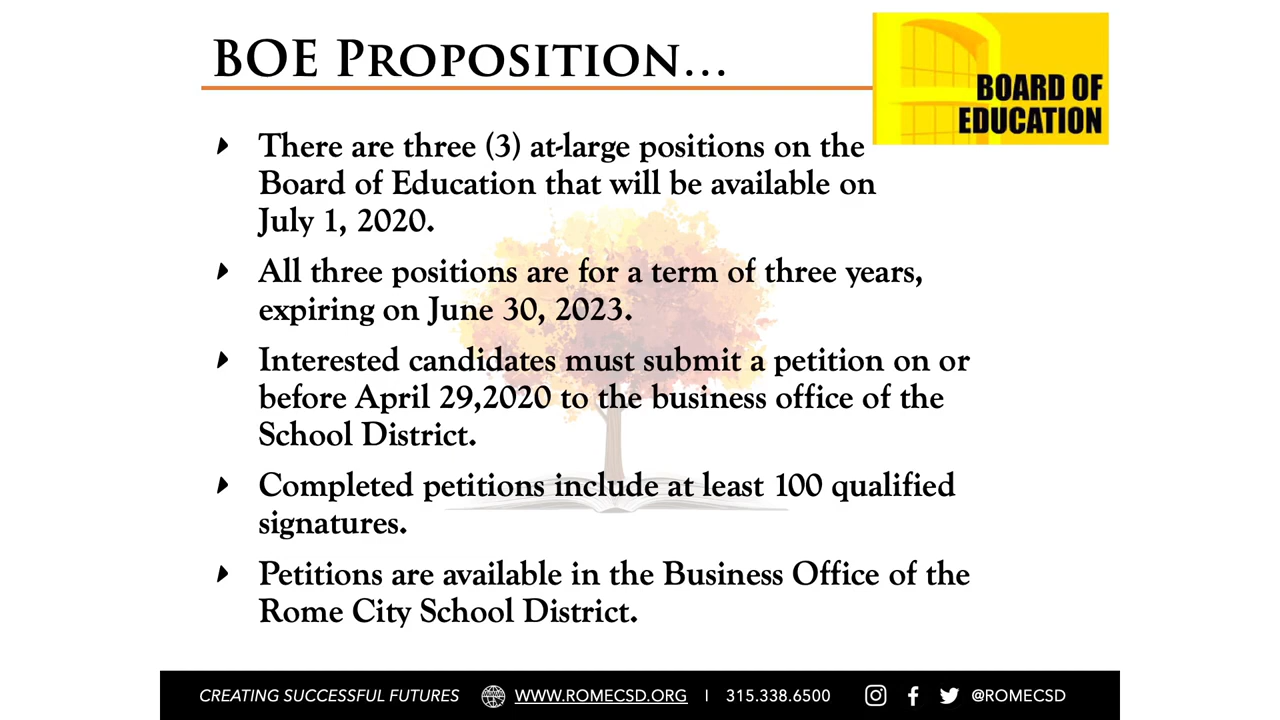 BOE PROPOSITION...
BOARD OF
EDUCATION
There are three (3) at-large positions on the
Board of Education that will be available on
July 1, 2020.
All three positions are for a term of three years,
expiring on June 30, 2023.
Interested candidates must submit a petition on or
before April 29,2020 to the business office of the
School District.
Completed petitions include at least 100 qualified
signatures.
Petitions are available in the Business Office of the
Rome City School District.
CREATING SUCCESSFUL FUTURES WWW.ROMECSD.ORG | 315.338.6500 @ROMECSD